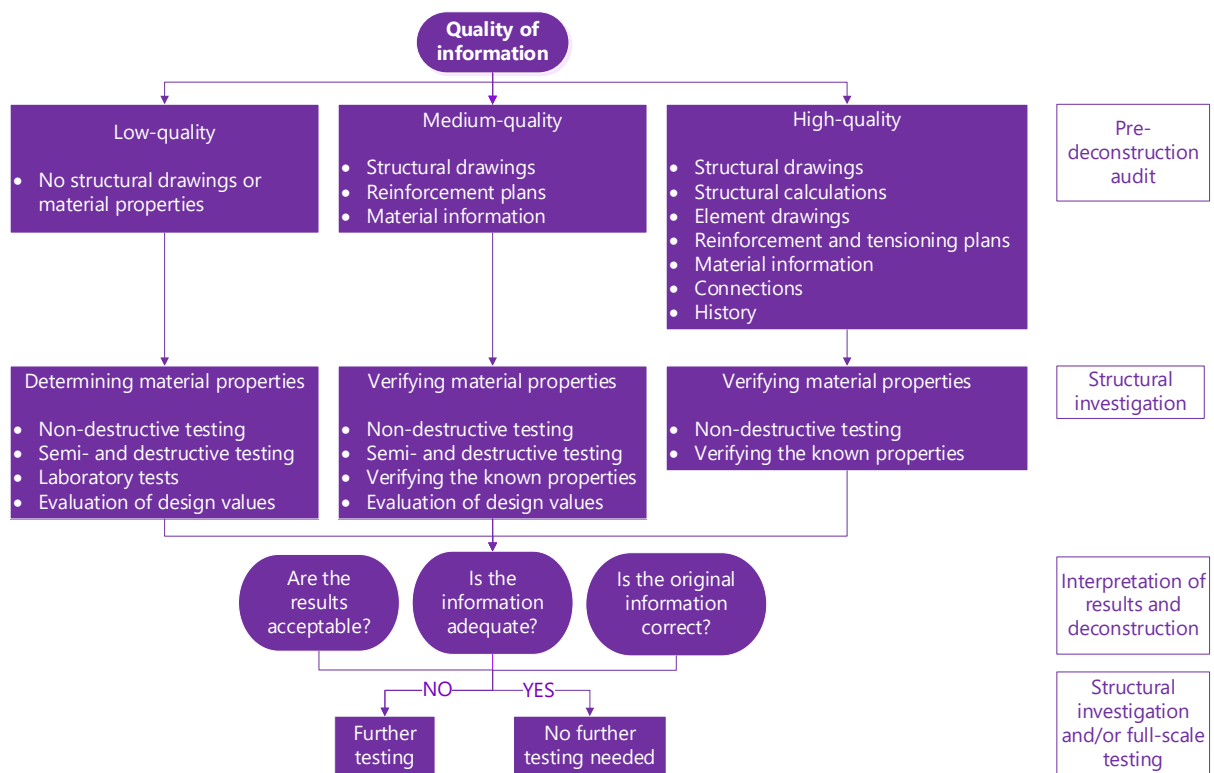 Quality of
information
Low-quality
• No structural drawings or
material properties
Medium-quality
• Structural drawings
• Reinforcement plans
• Material information
High-quality
• Structural drawings
• Structural calculations
• Element drawings
• Reinforcement and tensioning plans
• Material information
• Connections
• History
Pre-
deconstruction
audit
Determining material properties
• Non-destructive testing
• Semi- and destructive testing
• Laboratory tests
• Evaluation of design values
Verifying material properties
• Non-destructive testing
• Semi- and destructive testing
• Verifying the known properties
• Evaluation of design values
Verifying material properties
• Non-destructive testing
• Verifying the known properties
Structural
investigation
Are the
results
acceptable?
Is the
information
adequate?
Is the original
information
correct?
Interpretation of
results and
deconstruction
NO
YES
Further
testing
No further
testing needed
Structural
investigation
and/or full-scale
testing